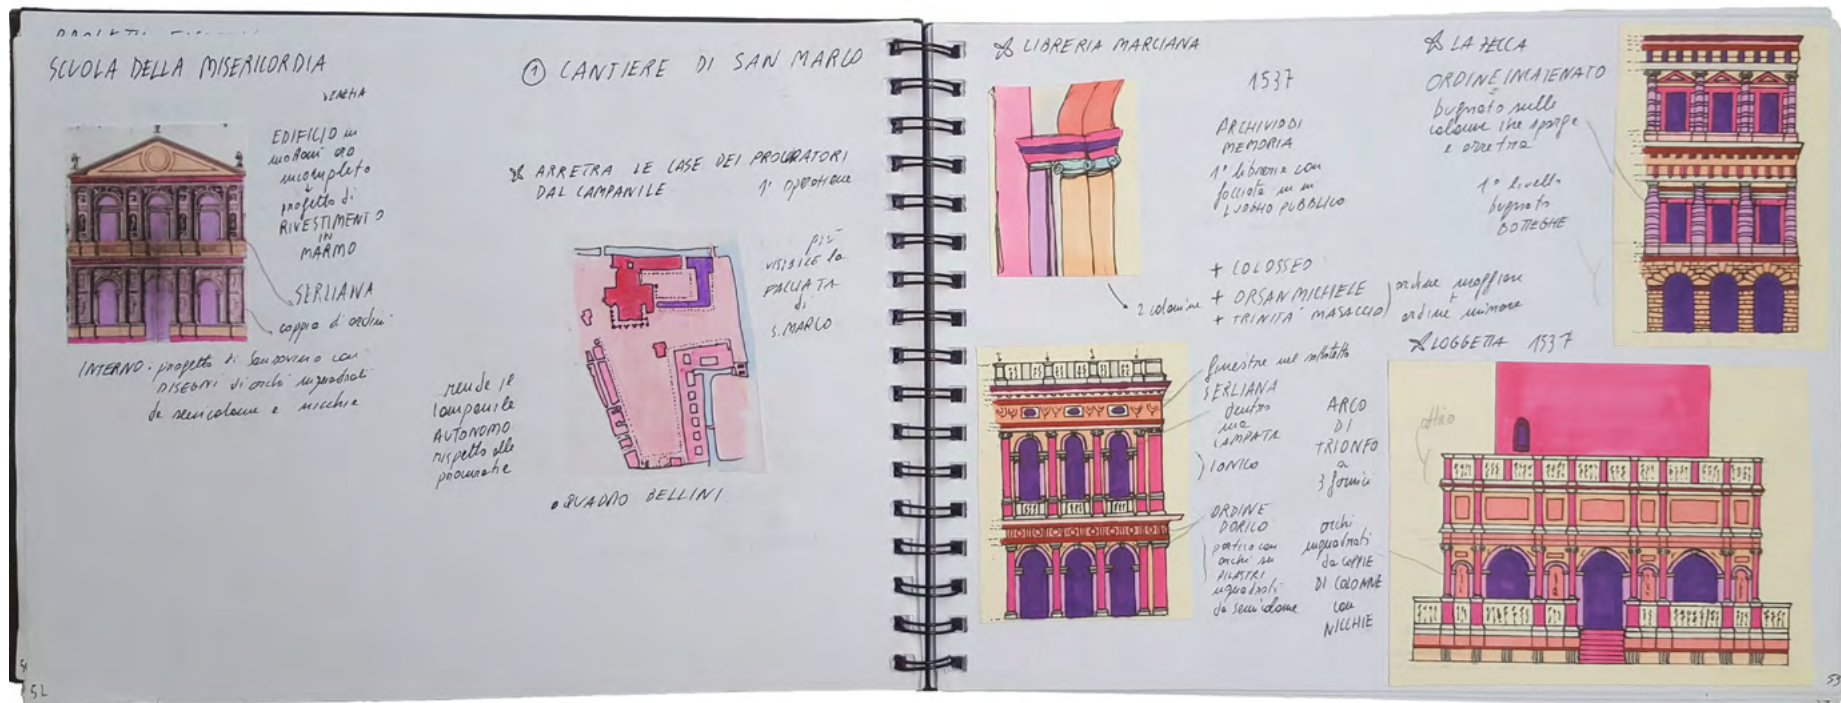 SCUOLA DELLA MISERICORDIA
VENEZIA
EDIFICIO in
mattoni ora
incompleto
progetto di
RIVESTIMENTO
IN
MARMO
SERLIANA
coppia d'ordini
INTERNO: progetto di Sansovino con
DISEGNI di archi inquadrati
da semicolonne e nicchie
① CANTIERE DI SAN MARCO
ARRETRA LE CASE DEI PROCURATORI
DAL CAMPANILE 1° operazione
più
VISIBILE la
FACCIATA
di
S. MARCO
rende il
campanile
AUTONOMO
rispetto alle
procuratie
QUADRO BELLINI
52
LIBRERIA MARCIANA
1537
ARCHIVIO DI
MEMORIA
1° libreria con
facciata in un
LUOGHO PUBBLICO
2 colonnine
+ COLOSSEO
+ ORSANMICHELE
+ TRINITA' MASACCIO
ordine maggiore
ordine minore
finestre nel sottotetto
SERLIANA
dentro
una
CAMPATA
IONICO
ORDINE
DORICO
portico con
archi su
PILASTRI
inquadrati
da semicolonne
LA ZECCA
ORDINE INCATENATO
bugnato sulle
colonne che sporge
e arretra
1° livello
bugnato
BOTTEGHE
LOGGETTA 1537
attico
ARCO
DI
TRIONFO
a
3 fornici
archi
inquadrati
da COPPIE
DI COLONNE
con
NICCHIE